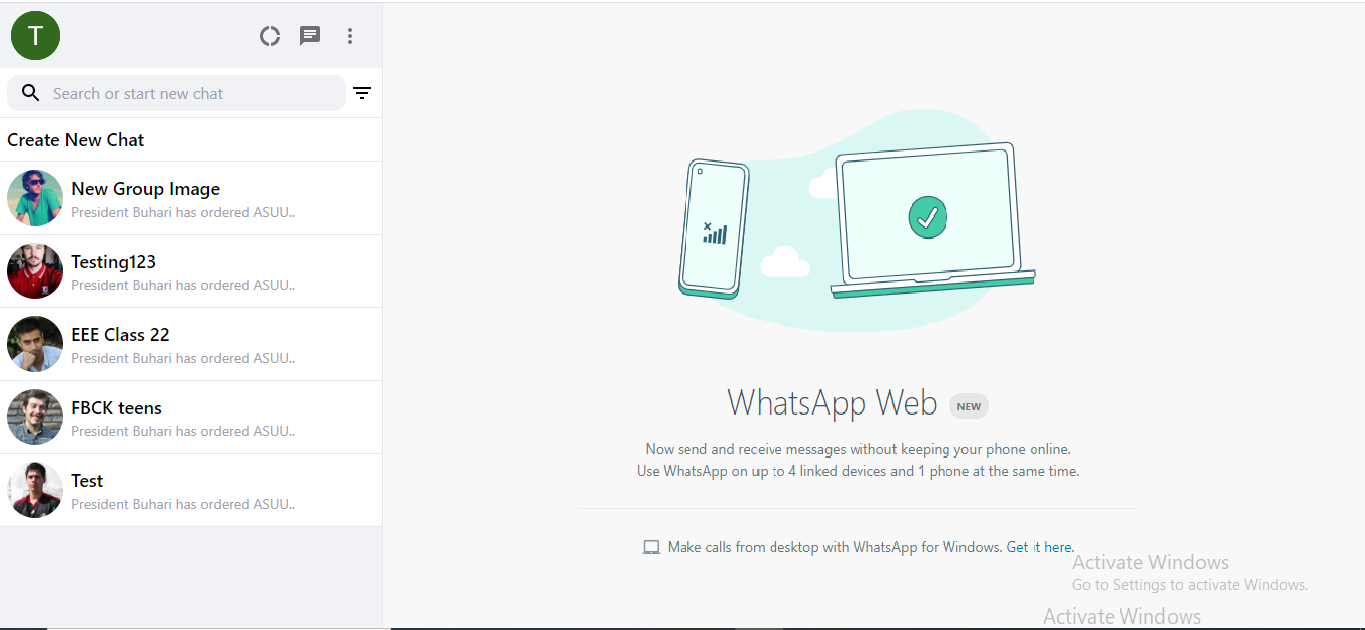 T
Search or start new chat
Create New Chat
New Group Image
President Buhari has ordered ASUU..
Testing123
President Buhari has ordered ASUU..
EEE Class 22
President Buhari has ordered ASUU..
FBCK teens
President Buhari has ordered ASUU..
Test
President Buhari has ordered ASUU..
WhatsApp Web NEW
Now send and receive messages without keeping your phone online.
Use WhatsApp on up to 4 linked devices and 1 phone at the same time.
Make calls from desktop with WhatsApp for Windows. Get it here.
Activate Windows
Go to Settings to activate Windows.
Activate Windows